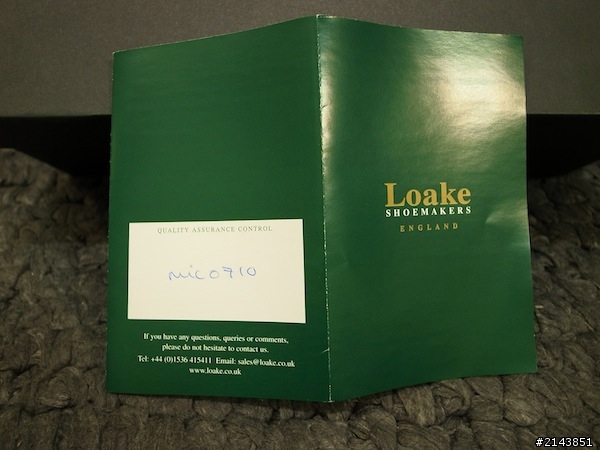 QUALITY ASSURANCE CONTROL
mico710
If you have any questions, queries or comments,
please do not hesitate to contact us.
Tel: +44 (0)1536 415411 Email: sales@loake.co.uk
www.loake.co.uk
Loake
SHOEMAKERS
ENGLAND
#2143851